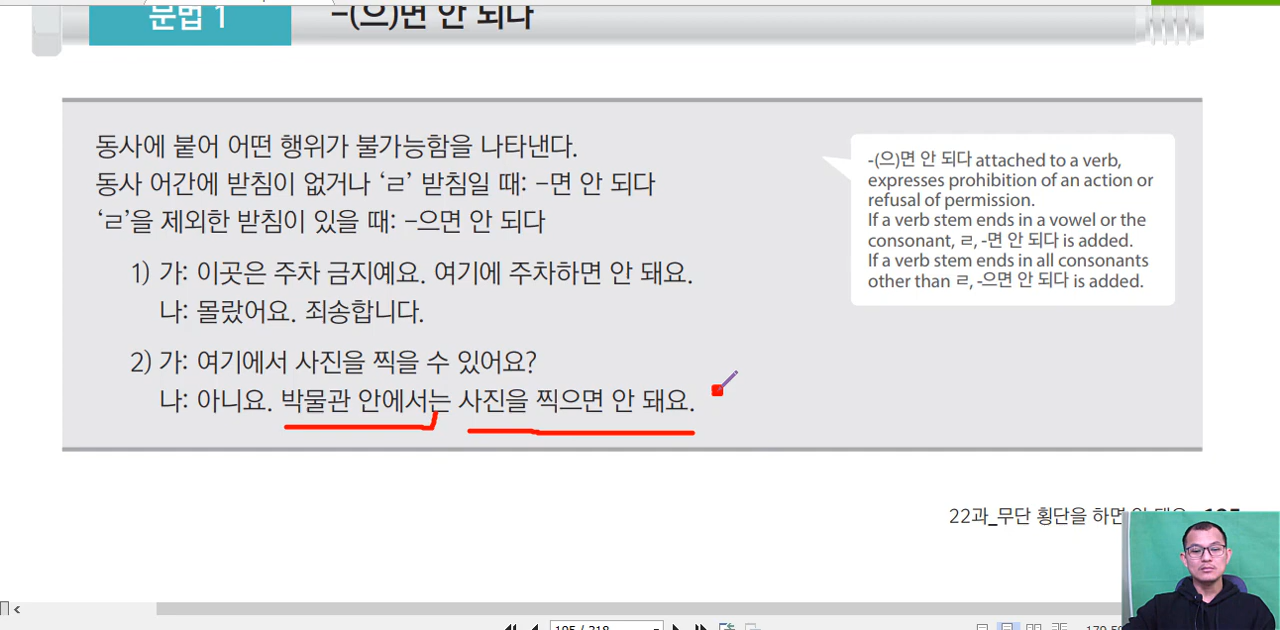 문법 1
-(으)면 안 되다
동사에 붙어 어떤 행위가 불가능함을 나타낸다.
동사 어간에 받침이 없거나 ‘ㄹ’ 받침일 때: –면 안 되다
‘ㄹ’을 제외한 받침이 있을 때: –으면 안 되다
1) 가: 이곳은 주차 금지예요. 여기에 주차하면 안 돼요.
나: 몰랐어요. 죄송합니다.
2) 가: 여기에서 사진을 찍을 수 있어요?
나: 아니요. 박물관 안에서는 사진을 찍으면 안 돼요.
-(으)면 안 되다 attached to a verb,
expresses prohibition of an action or
refusal of permission.
If a verb stem ends in a vowel or the
consonant, ㄹ, -면 안 되다 is added.
If a verb stem ends in all consonants
other than ㄹ, -으면 안 되다 is added.
22과_무단 횡단을 하면
195 / 318